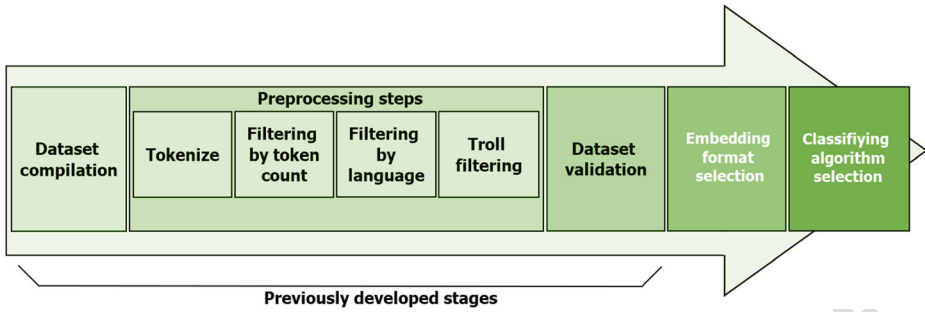 Preprocessing steps
Dataset
compilation
Tokenize
Filtering
by token
count
Filtering
by
language
Troll
filtering
Dataset
validation
Embedding
format
selection
Classifiying
algorithm
selection
Previously developed stages